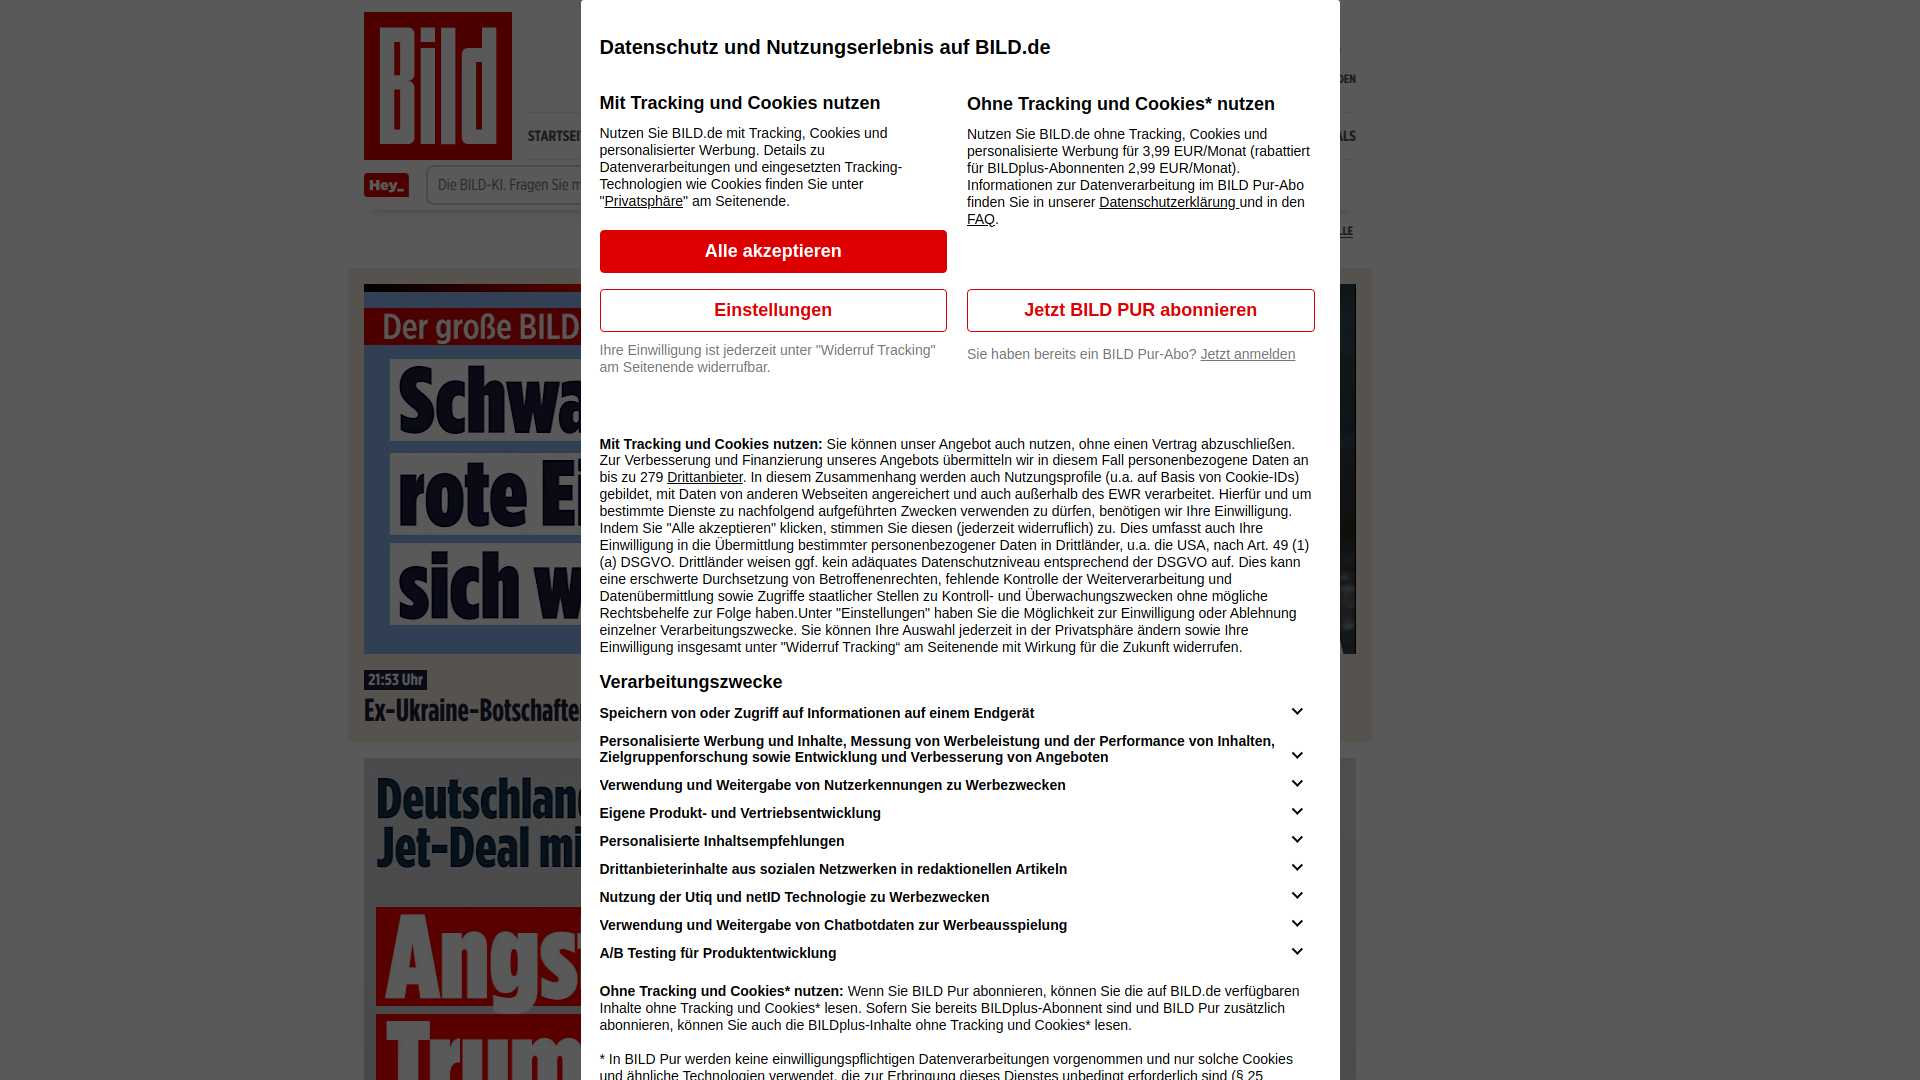 Bild
Datenschutz und Nutzungserlebnis auf BILD.de
Mit Tracking und Cookies nutzen
Nutzen Sie BILD.de mit Tracking, Cookies und
personalisierter Werbung. Details zu
Datenverarbeitungen und eingesetzten Tracking-
Technologien wie Cookies finden Sie unter
"Privatsphäre" am Seitenende.
Alle akzeptieren
Einstellungen
Ihre Einwilligung ist jederzeit unter "Widerruf Tracking"
am Seitenende widerrufbar.
Ohne Tracking und Cookies* nutzen
Nutzen Sie BILD.de ohne Tracking, Cookies und
personalisierte Werbung für 3,99 EUR/Monat (rabattiert
für BILDplus-Abonnenten 2,99 EUR/Monat).
Informationen zur Datenverarbeitung im BILD Pur-Abo
finden Sie in unserer Datenschutzerklärung und in den
FAQ.
Jetzt BILD PUR abonnieren
Sie haben bereits ein BILD Pur-Abo? Jetzt anmelden
Mit Tracking und Cookies nutzen: Sie können unser Angebot auch nutzen, ohne einen Vertrag abzuschließen.
Zur Verbesserung und Finanzierung unseres Angebots übermitteln wir in diesem Fall personenbezogene Daten an
bis zu 279 Drittanbieter. In diesem Zusammenhang werden auch Nutzungsprofile (u.a. auf Basis von Cookie-IDs)
gebildet, mit Daten von anderen Webseiten angereichert und auch außerhalb des EWR verarbeitet. Hierfür und um
bestimmte Dienste zu nachfolgend aufgeführten Zwecken verwenden zu dürfen, benötigen wir Ihre Einwilligung.
Indem Sie "Alle akzeptieren" klicken, stimmen Sie diesen (jederzeit widerruflich) zu. Dies umfasst auch Ihre
Einwilligung in die Übermittlung bestimmter personenbezogener Daten in Drittländer, u.a. die USA, nach Art. 49 (1)
(a) DSGVO. Drittländer weisen ggf. kein adäquates Datenschutzniveau entsprechend der DSGVO auf. Dies kann
eine erschwerte Durchsetzung von Betroffenenrechten, fehlende Kontrolle der Weiterverarbeitung und
Datenübermittlung sowie Zugriffe staatlicher Stellen zu Kontroll- und Überwachungszwecken ohne mögliche
Rechtsbehelfe zur Folge haben.Unter "Einstellungen" haben Sie die Möglichkeit zur Einwilligung oder Ablehnung
einzelner Verarbeitungszwecke. Sie können Ihre Auswahl jederzeit in der Privatsphäre ändern sowie Ihre
Einwilligung insgesamt unter "Widerruf Tracking“ am Seitenende mit Wirkung für die Zukunft widerrufen.
Verarbeitungszwecke
Speichern von oder Zugriff auf Informationen auf einem Endgerät
Personalisierte Werbung und Inhalte, Messung von Werbeleistung und der Performance von Inhalten,
Zielgruppenforschung sowie Entwicklung und Verbesserung von Angeboten
Verwendung und Weitergabe von Nutzerkennungen zu Werbezwecken
Eigene Produkt- und Vertriebsentwicklung
Personalisierte Inhaltsempfehlungen
Drittanbieterinhalte aus sozialen Netzwerken in redaktionellen Artikeln
Nutzung der Utiq und netID Technologie zu Werbezwecken
Verwendung und Weitergabe von Chatbotdaten zur Werbeausspielung
A/B Testing für Produktentwicklung
Ohne Tracking und Cookies* nutzen: Wenn Sie BILD Pur abonnieren, können Sie die auf BILD.de verfügbaren
Inhalte ohne Tracking und Cookies* lesen. Sofern Sie bereits BILDplus-Abonnent sind und BILD Pur zusätzlich
abonnieren, können Sie auch die BILDplus-Inhalte ohne Tracking und Cookies* lesen.
* In BILD Pur werden keine einwilligungspflichtigen Datenverarbeitungen vorgenommen und nur solche Cookies
und ähnliche Technologien verwendet, die zur Erbringung dieses Dienstes unbedingt erforderlich sind (§ 25
STARTSEI
Hey_
Die BILD-KI. Fragen Sie m
DEN
ALS
LLE
Der große BILD
Schwa
rote Ei
sich w
21:53 Uhr
Ex-Ukraine-Botschafte
Deutschlan
Jet-Deal mi
Angs
Trum